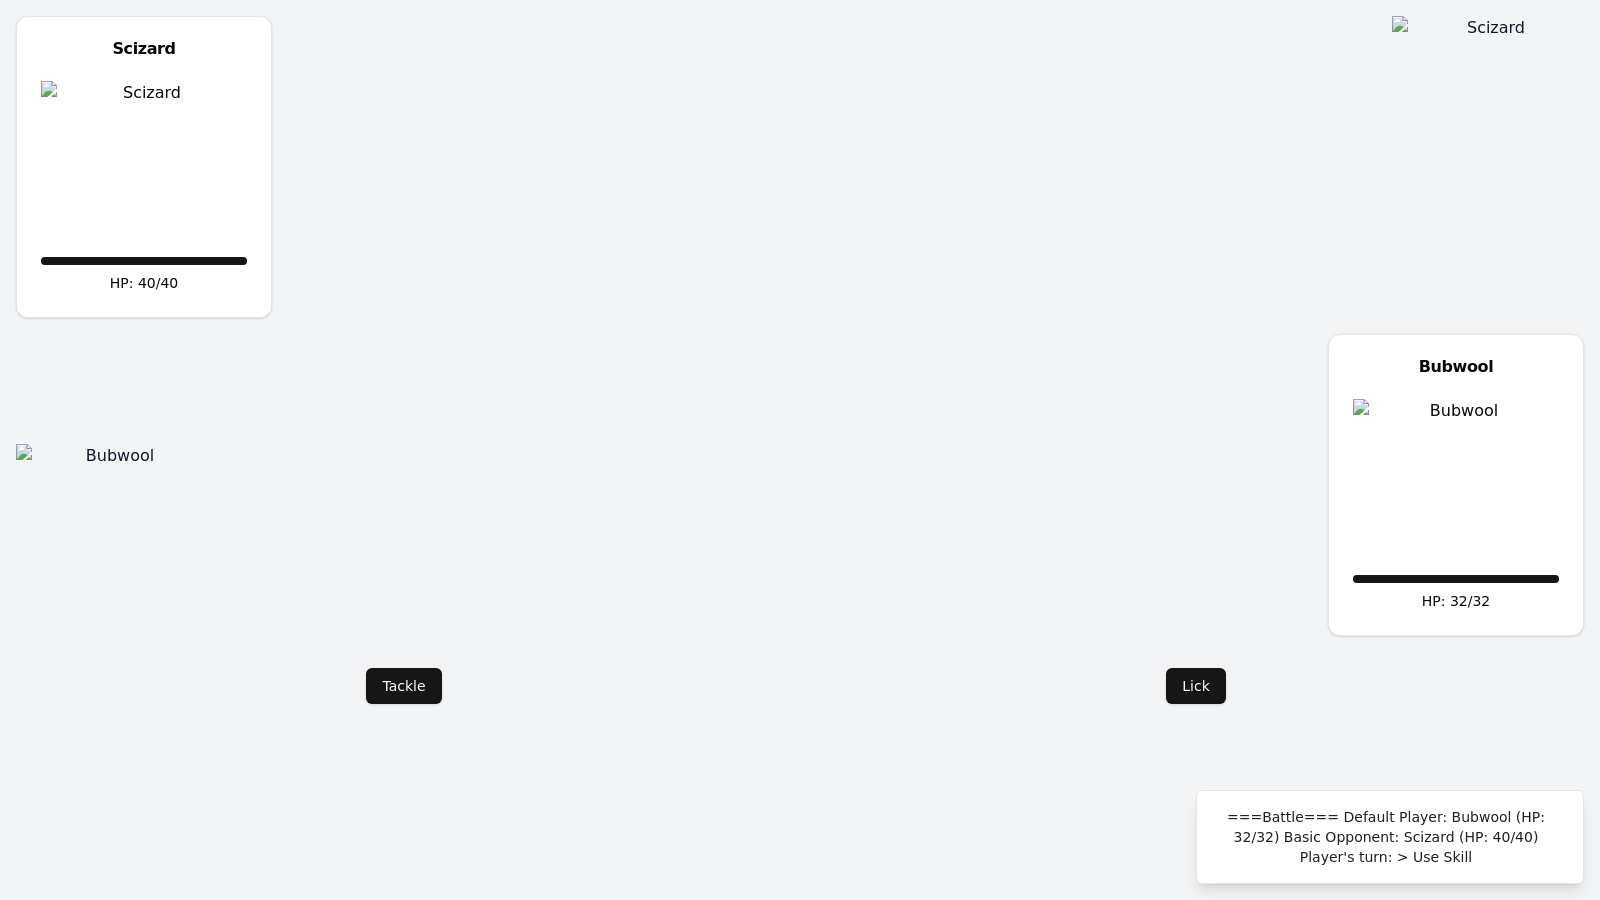 Scizard
Scizard
Scizard
HP: 40/40
Bubwool
Bubwool
Bubwool
HP: 32/32
Tackle
Lick
===Battle=== Default Player: Bubwool (HP:
32/32) Basic Opponent: Scizard (HP: 40/40)
Player's turn: > Use Skill